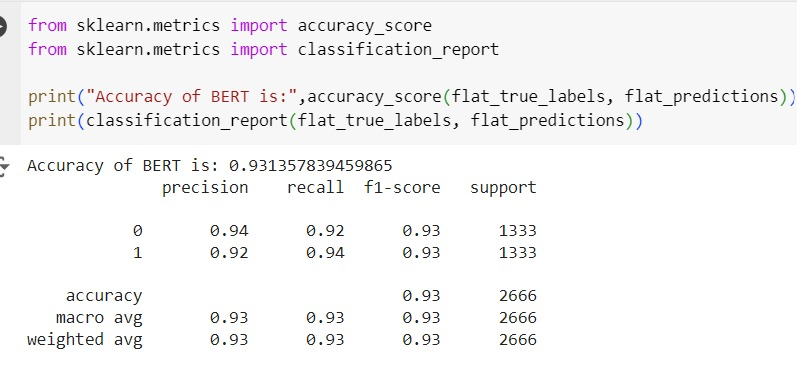 from sklearn.metrics import accuracy_score
from sklearn.metrics import classification_report
print("Accuracy of BERT is:",accuracy_score(flat_true_labels, flat_predictions))
print(classification_report(flat_true_labels, flat_predictions))
Accuracy of BERT is: 0.931357839459865
precision recall f1-score support
0 0.94 0.92 0.93 1333
1 0.92 0.94 0.93 1333
accuracy 0.93 2666
macro avg 0.93 0.93 0.93 2666
weighted avg 0.93 0.93 0.93 2666